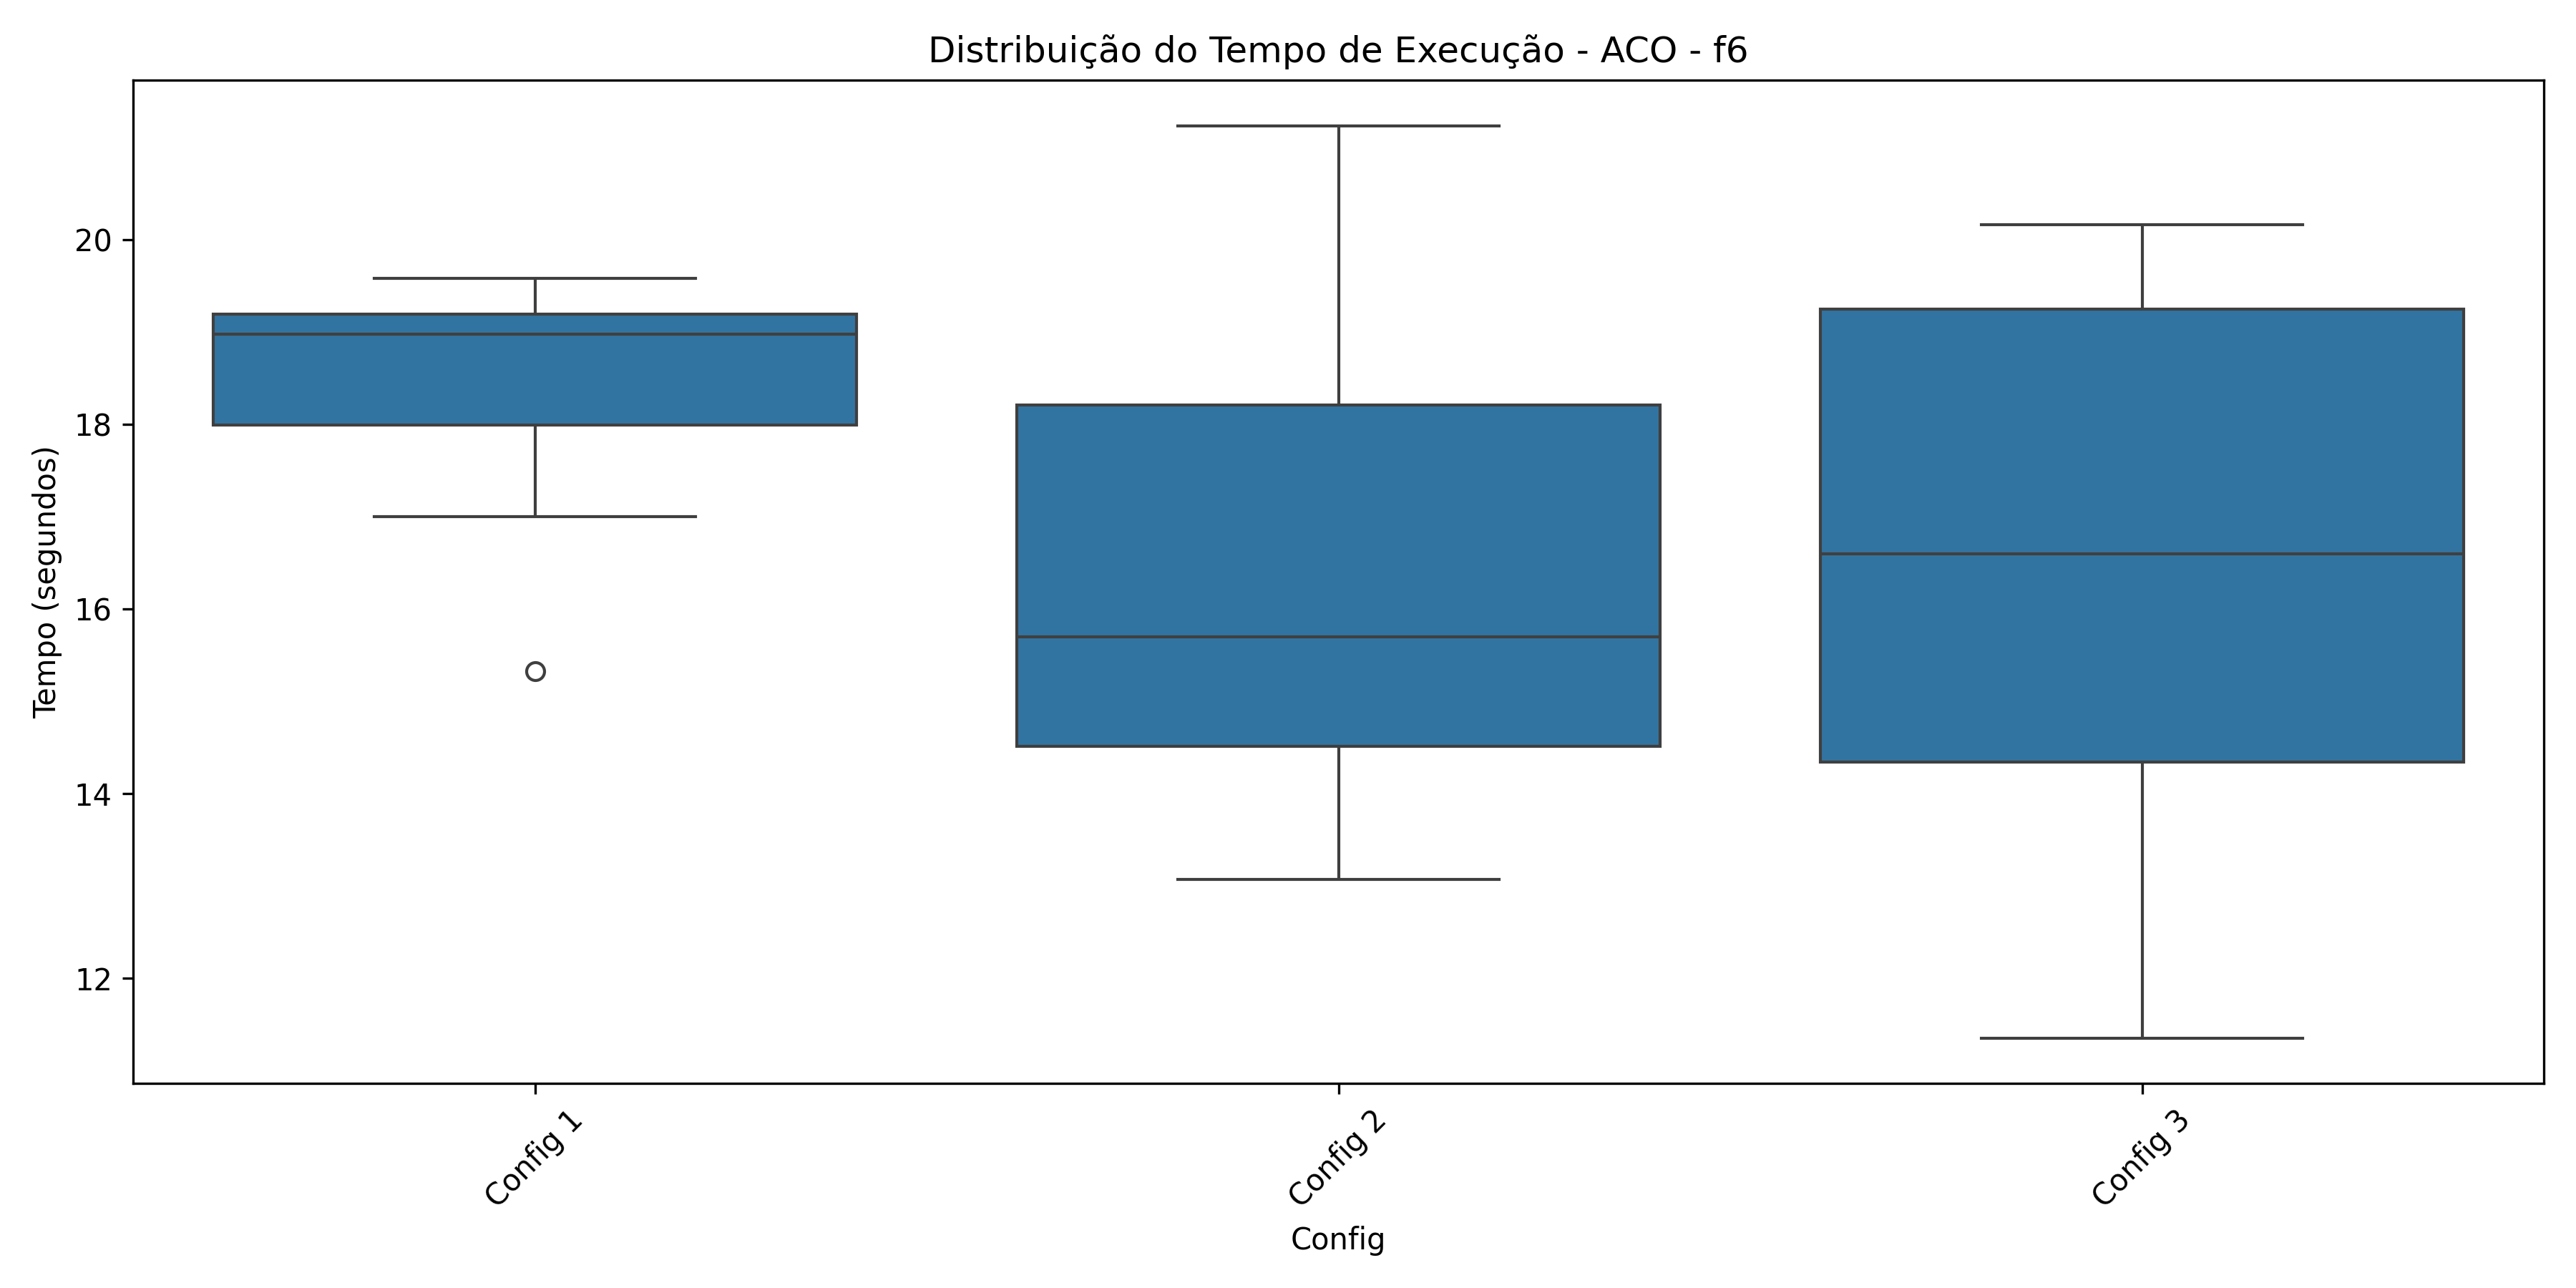 Distribuição do Tempo de Execução - ACO - f6
Tempo (segundos)
20
18
16
14
12
Config 1
Config 2
Config 3
Config